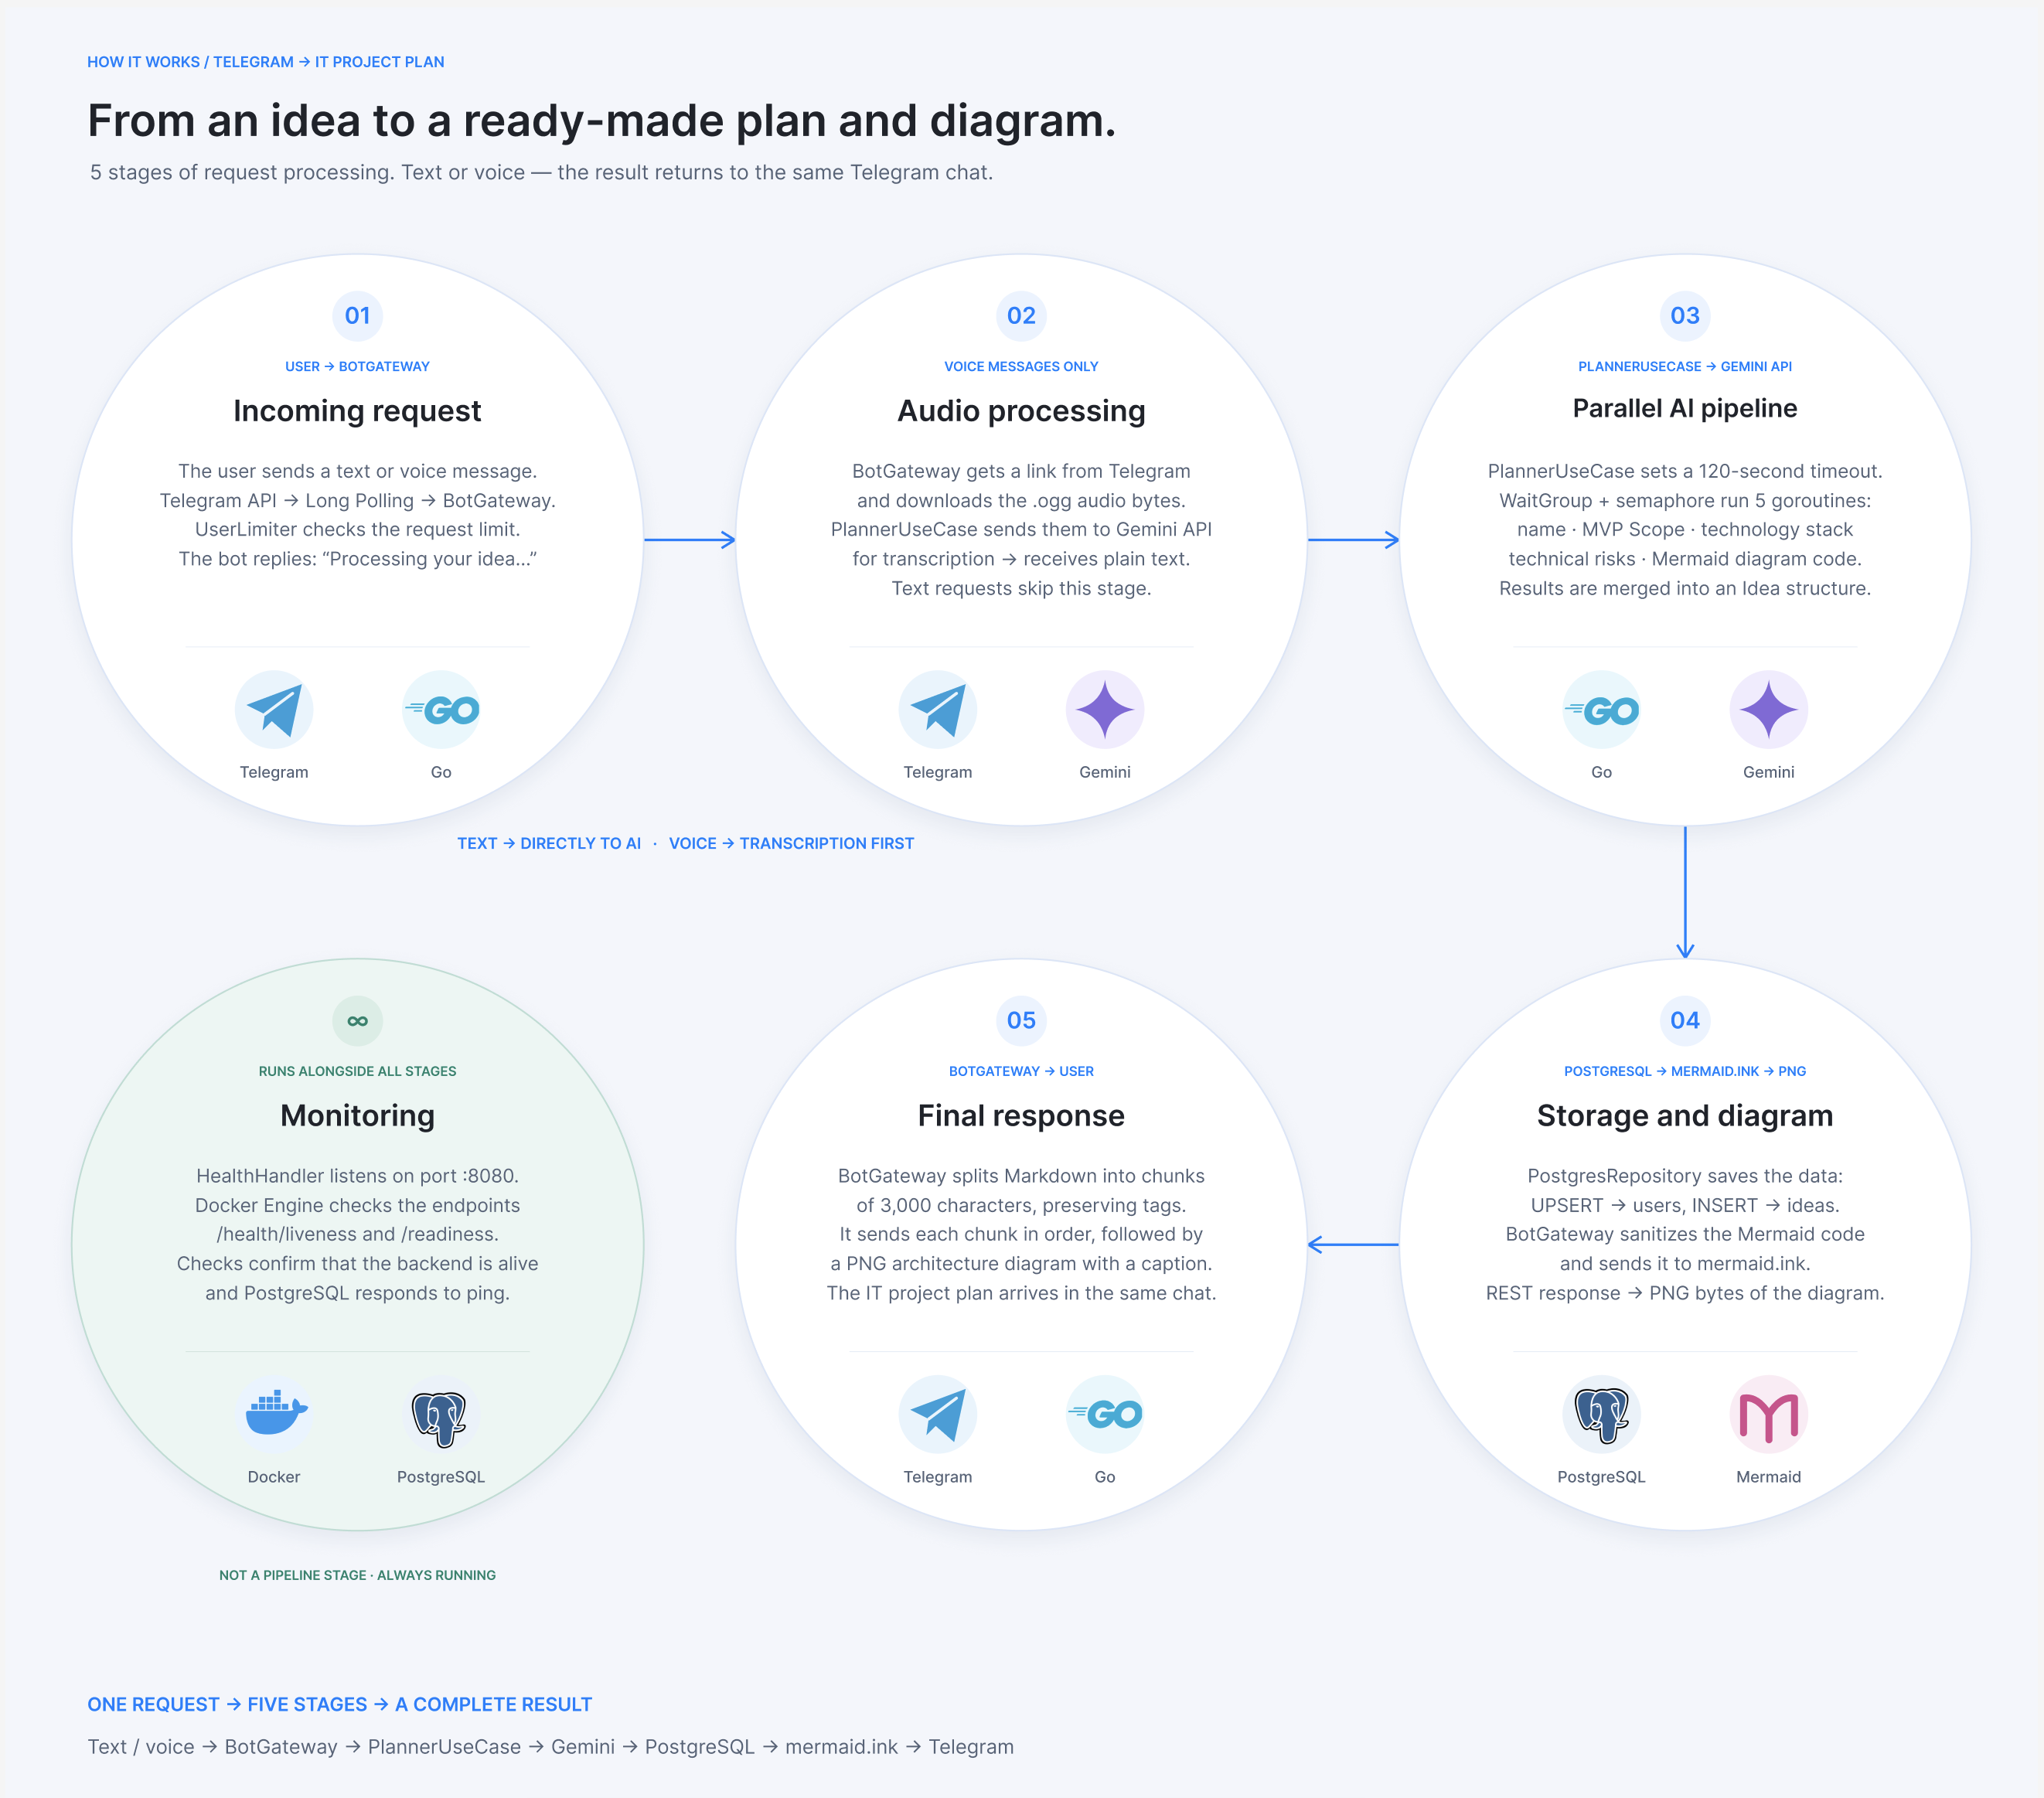 HOW IT WORKS / TELEGRAM → IT PROJECT PLAN
From an idea to a ready-made plan and diagram.
5 stages of request processing. Text or voice — the result returns to the same Telegram chat.
01
USER → BOTGATEWAY
Incoming request
The user sends a text or voice message.
Telegram API → Long Polling → BotGateway.
UserLimiter checks the request limit.
The bot replies: “Processing your idea...”
Telegram
Go
02
VOICE MESSAGES ONLY
Audio processing
BotGateway gets a link from Telegram
and downloads the .ogg audio bytes.
PlannerUseCase sends them to Gemini API
for transcription → receives plain text.
Text requests skip this stage.
Telegram
Gemini
03
PLANNERUSECASE → GEMINI API
Parallel AI pipeline
PlannerUseCase sets a 120-second timeout.
WaitGroup + semaphore run 5 goroutines:
name · MVP Scope · technology stack
technical risks · Mermaid diagram code.
Results are merged into an Idea structure.
GO
Go
Gemini
TEXT → DIRECTLY TO AI · VOICE → TRANSCRIPTION FIRST
∞
RUNS ALONGSIDE ALL STAGES
Monitoring
HealthHandler listens on port :8080.
Docker Engine checks the endpoints
/health/liveness and /readiness.
Checks confirm that the backend is alive
and PostgreSQL responds to ping.
Docker
PostgreSQL
NOT A PIPELINE STAGE · ALWAYS RUNNING
05
BOTGATEWAY → USER
Final response
BotGateway splits Markdown into chunks
of 3,000 characters, preserving tags.
It sends each chunk in order, followed by
a PNG architecture diagram with a caption.
The IT project plan arrives in the same chat.
Telegram
GO
Go
04
POSTGRESQL → MERMAID.INK → PNG
Storage and diagram
PostgresRepository saves the data:
UPSERT → users, INSERT → ideas.
BotGateway sanitizes the Mermaid code
and sends it to mermaid.ink.
REST response → PNG bytes of the diagram.
PostgreSQL
Mermaid
ONE REQUEST → FIVE STAGES → A COMPLETE RESULT
Text / voice → BotGateway → PlannerUseCase → Gemini → PostgreSQL → mermaid.ink → Telegram